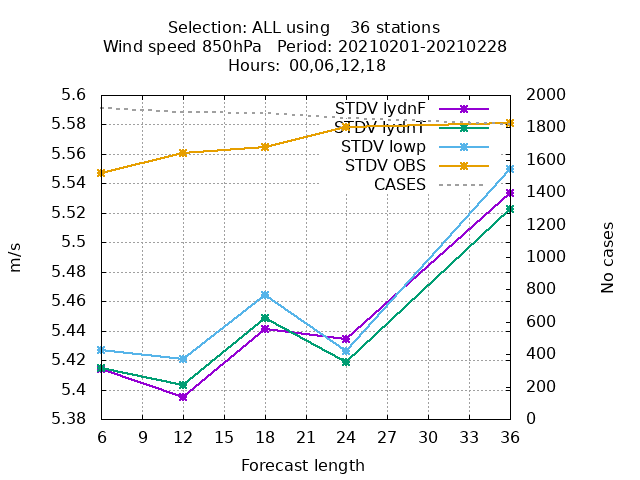 Selection: ALL using    36 stations
Wind speed 850hPa   Period: 20210201-20210228
Hours:  00,06,12,18
STDV lydnF
STDV lydnT
STDV lowp
STDV OBS
CASES
5.6
5.58
5.56
5.54
5.52
5.5
5.48
5.46
5.44
5.42
5.4
5.38
m/s
2000
1800
1600
1400
1200
1000
800
600
400
200
0
No cases
6 9 12 15 18 21 24 27 30 33 36
Forecast length